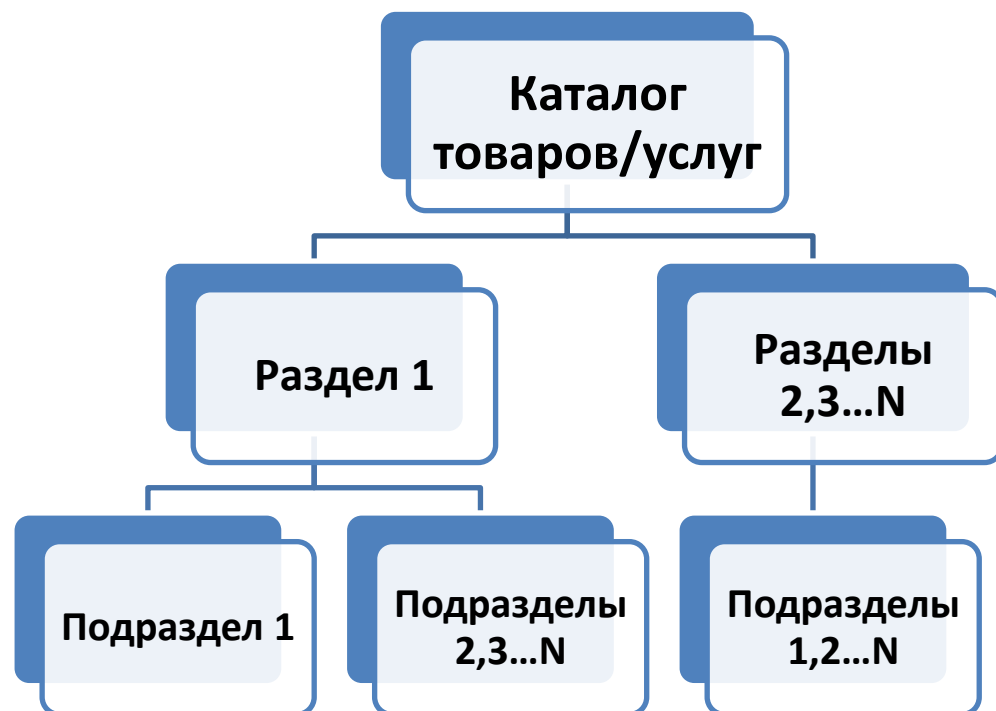 Каталог
товаров/услуг
Раздел 1
Разделы
2,3...N
Подраздел 1
Подразделы
2,3...N
Подразделы
1,2...N